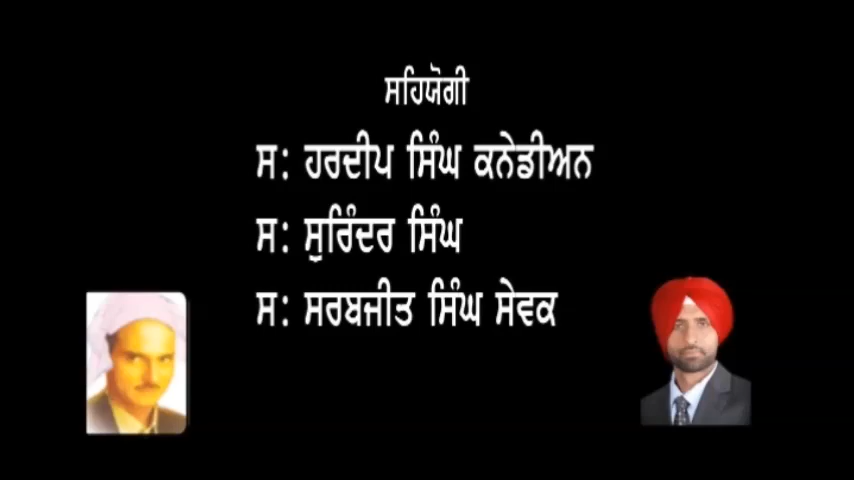 ਸਹਿਯੋਗੀ
ਸ: ਹਰਦੀਪ ਸਿੰਘ ਕਨੇਡੀਅਨ
ਸ: ਸੁਰਿੰਦਰ ਸਿੰਘ
ਸ: ਸਰਬਜੀਤ ਸਿੰਘ ਸੇਵਕ